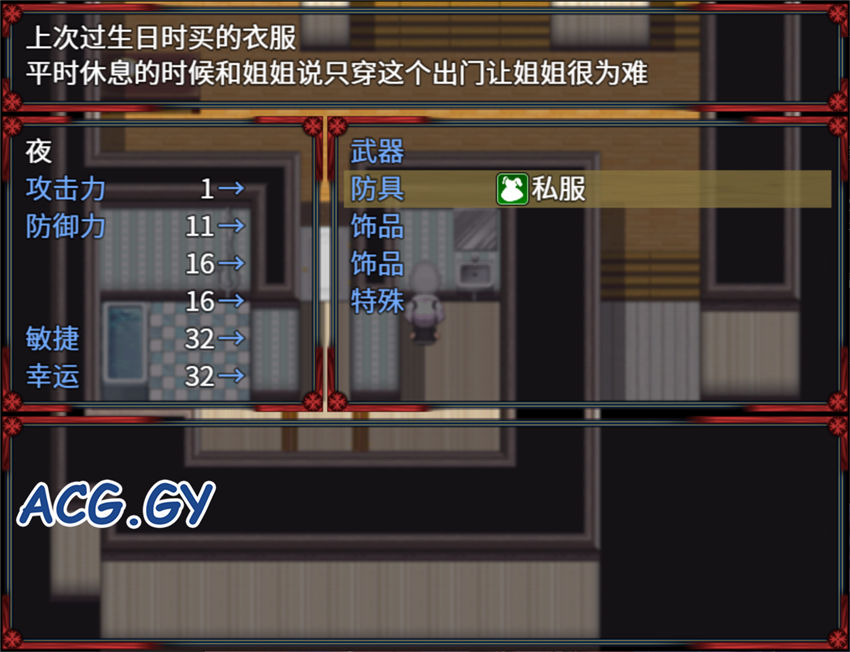 上次过生日时买的衣服
平时休息的时候和姐姐说只穿这个出门让姐姐很为难
夜
攻击力 1→
防御力 11→
16→
16→
敏捷 32→
幸运 32→
武器
防具 私服
饰品
饰品
特殊
ACG.GY